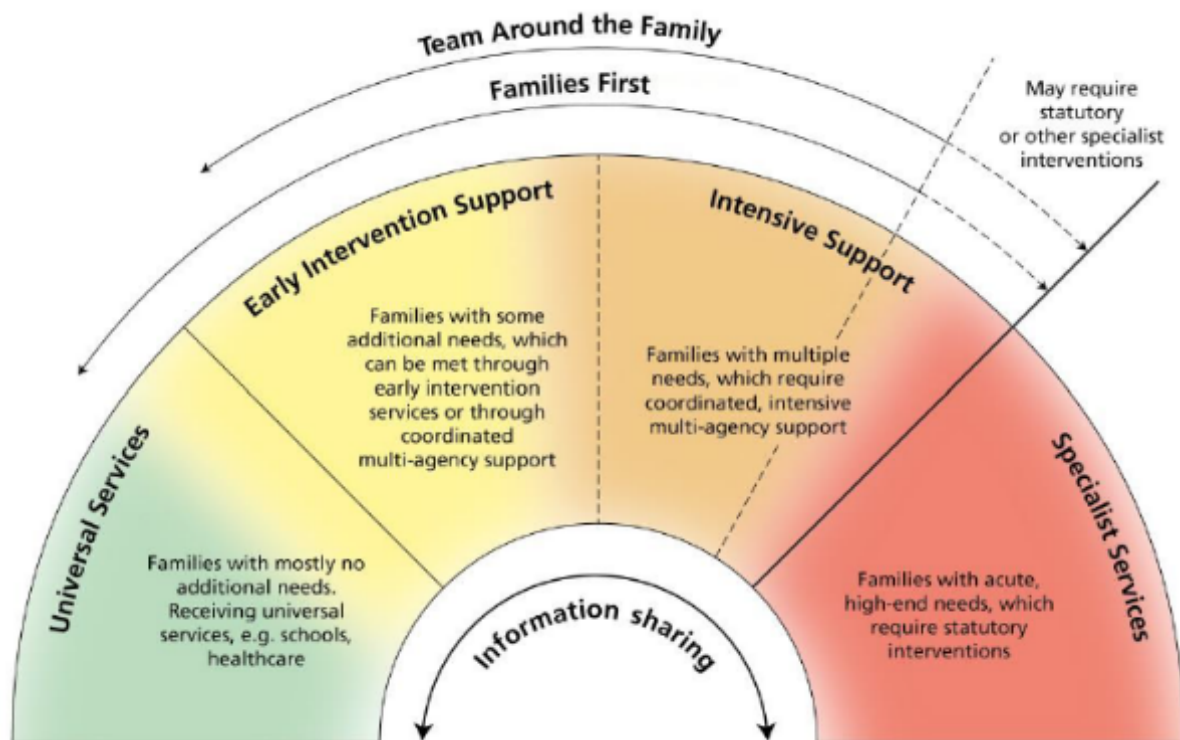 Team Around the Family
Families First
May require
statutory
or other specialist
interventions
Early Intervention Support
Intensive Support
Families with some
additional needs, which
can be met through
early intervention
services or through
coordinated
multi-agency support
Families with multiple
needs, which require
coordinated, intensive
multi-agency support
Universal Services
Specialist Services
Families with mostly no
additional needs.
Receiving universal
services, e.g. schools,
healthcare
Information sharing
Families with acute,
high-end needs, which
require statutory
interventions